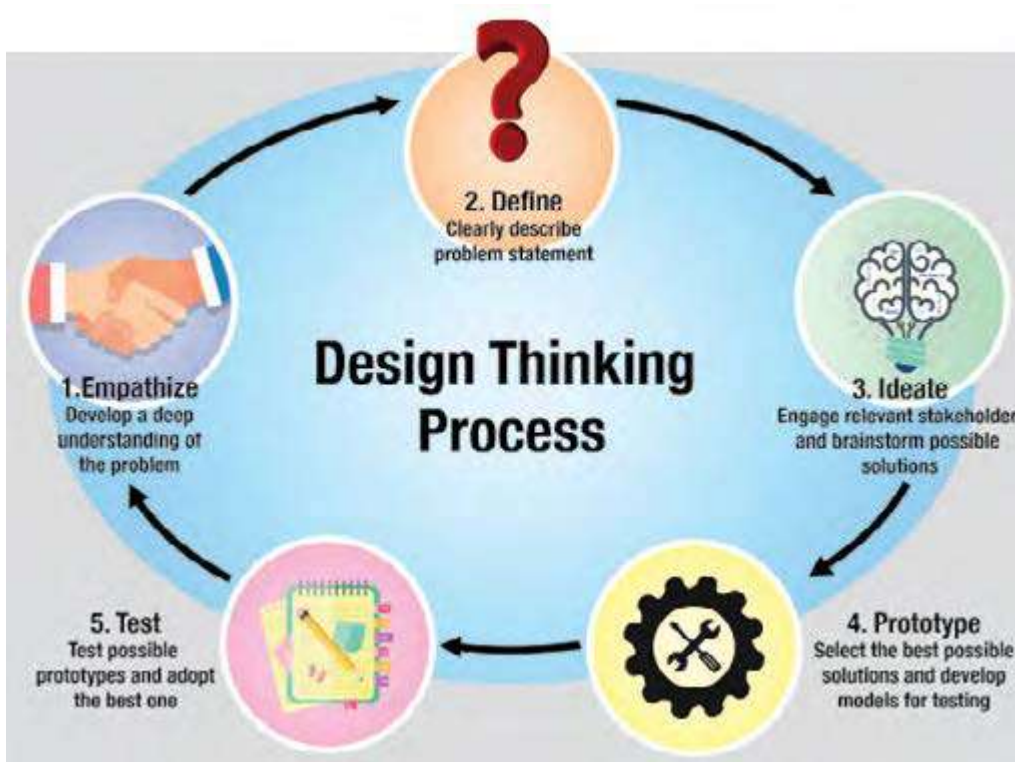 Design Thinking
Process
1.Empathize
Develop a deep
understanding of
the problem
2. Define
Clearly describe
problem statement
3. Ideate
Engage relevant stakeholder
and brainstorm possible
solutions
4. Prototype
Select the best possible
solutions and develop
models for testing
5. Test
Test possible
prototypes and adopt
the best one